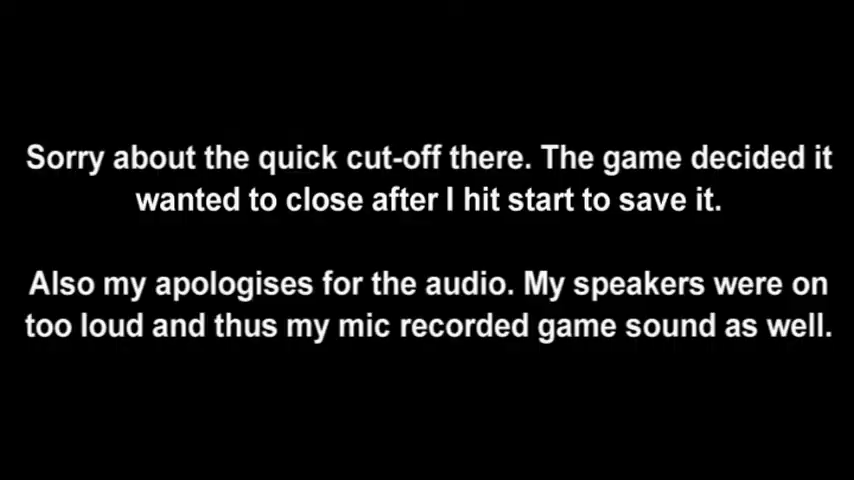 Sorry about the quick cut-off there. The game decided it
wanted to close after I hit start to save it.
Also my apologises for the audio. My speakers were on
too loud and thus my mic recorded game sound as well.